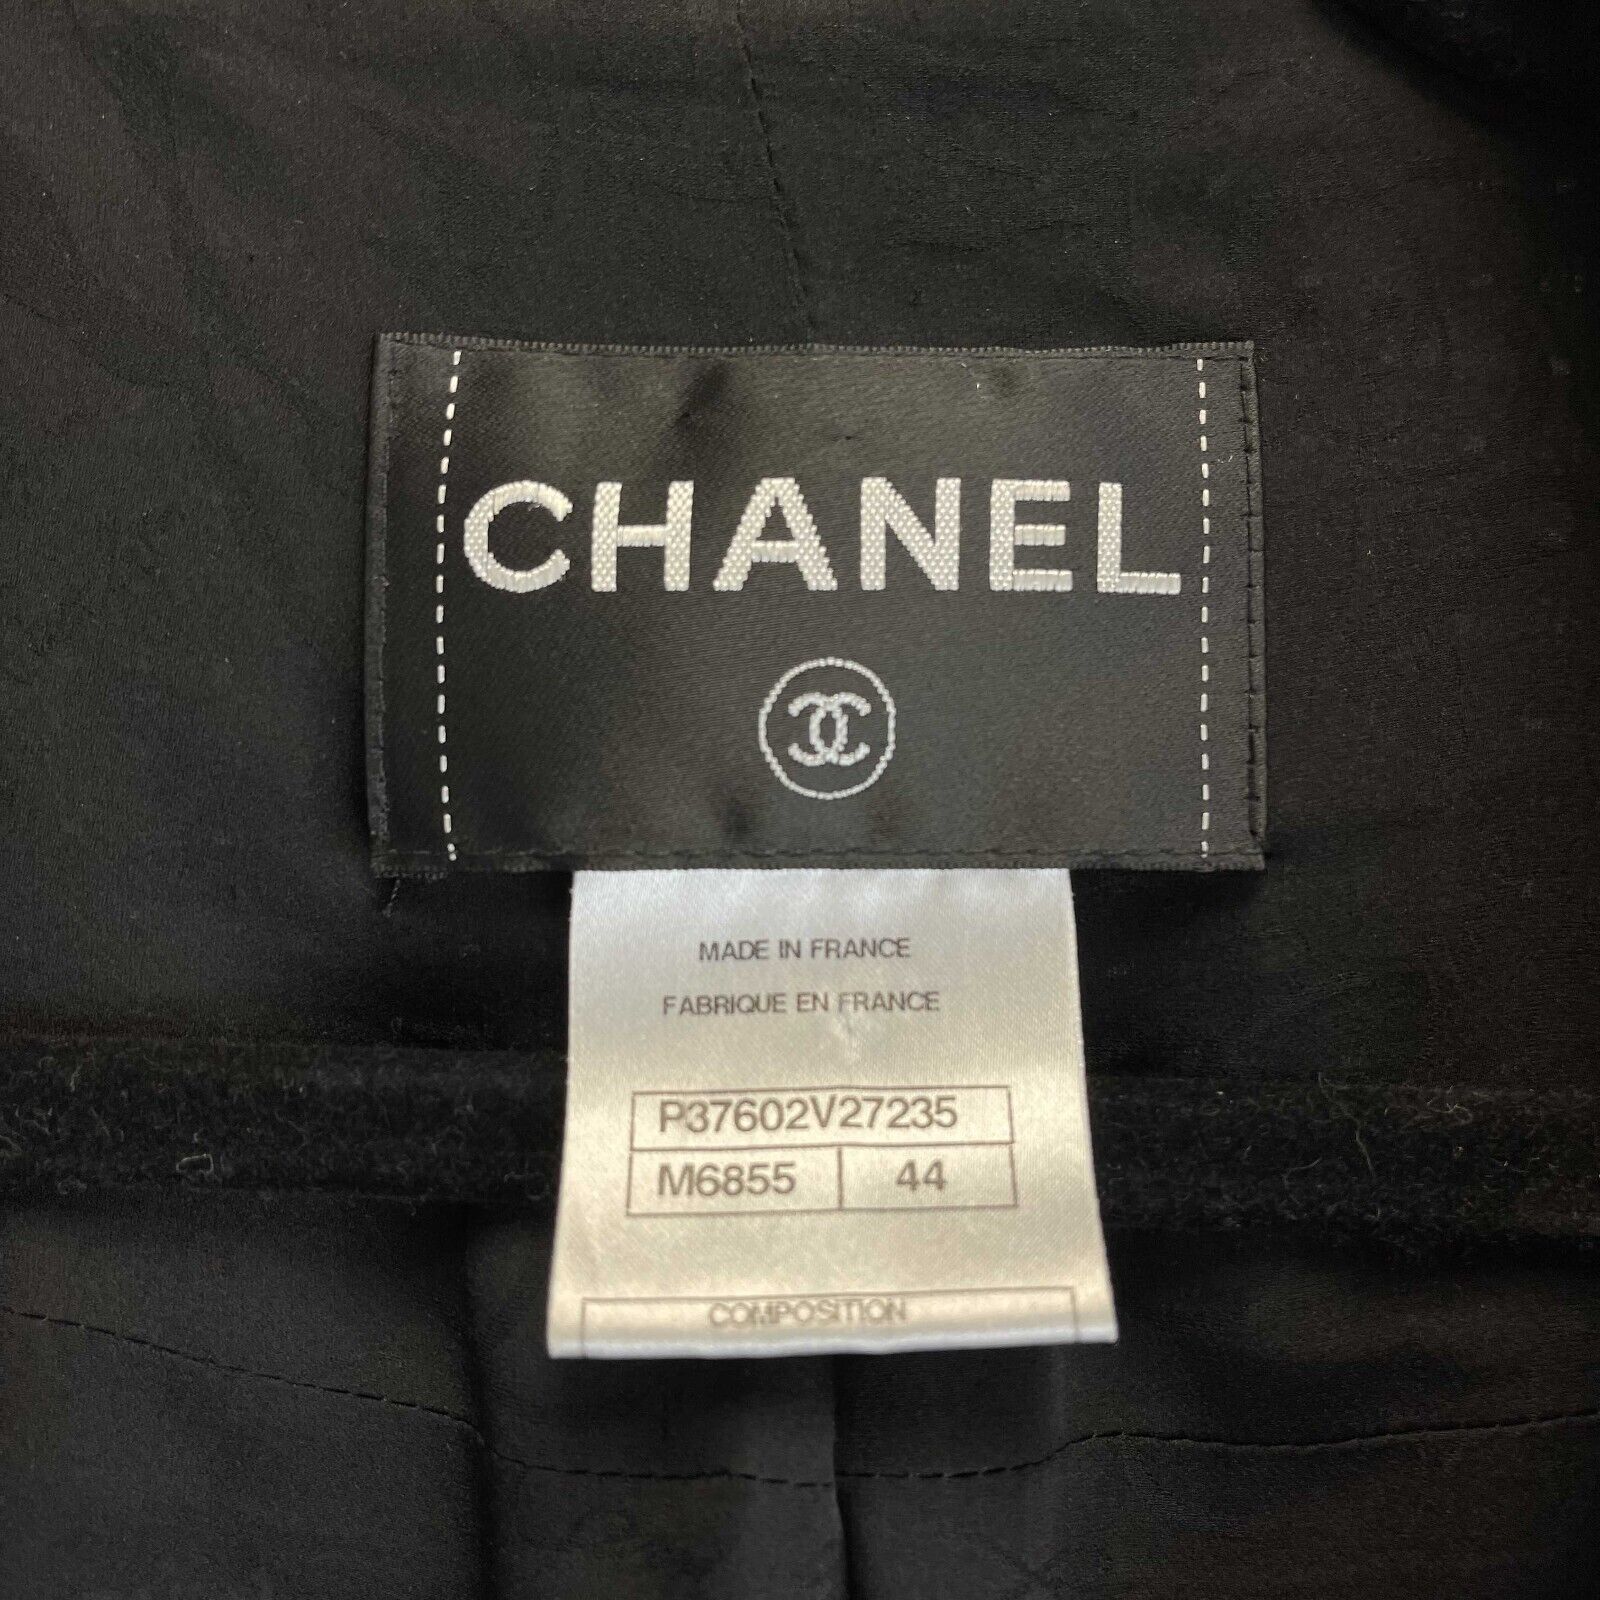 CHANEL
MADE IN FRANCE
FABRIQUE EN FRANCE
P37602V27235
M6855 44
COMPOSITION